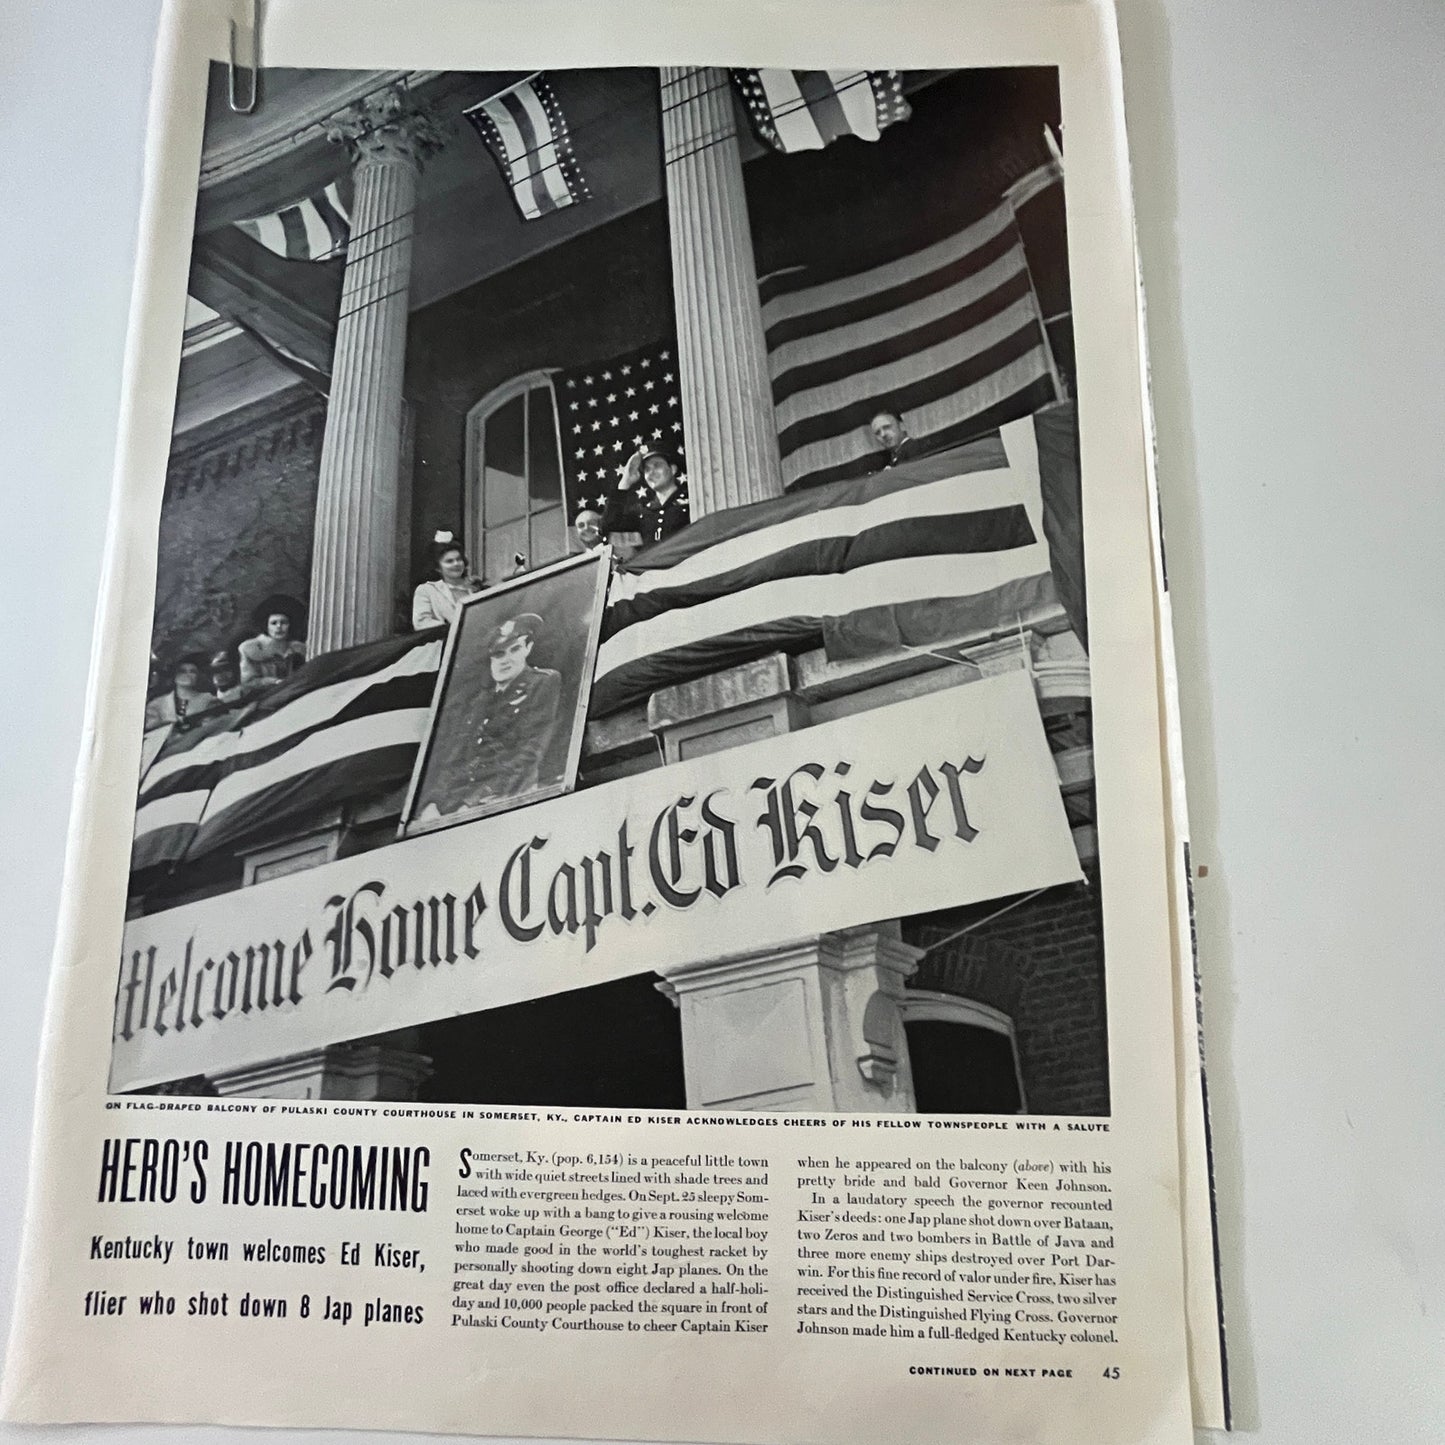 Welcome Home Capt. Ed Kiser
ON FLAG-DRAPED BALCONY OF PULASKI COUNTY COURTHOUSE IN SOMERSET, KY., CAPTAIN ED KISER ACKNOWLEDGES CHEERS OF HIS FELLOW TOWNSPEOPLE WITH A SALUTE
HERO'S HOMECOMING
Kentucky town welcomes Ed Kiser,
flier who shot down 8 Jap planes
Somerset, Ky. (pop. 6,154) is a peaceful little town
with wide quiet streets lined with shade trees and
laced with evergreen hedges. On Sept. 25 sleepy Som-
erset woke up with a bang to give a rousing welcome
home to Captain George ("Ed") Kiser, the local boy
who made good in the world's toughest racket by
personally shooting down eight Jap planes. On the
great day even the post office declared a half-holi-
day and 10,000 people packed the square in front of
Pulaski County Courthouse to cheer Captain Kiser
when he appeared on the balcony (above) with his
pretty bride and bald Governor Keen Johnson.
In a laudatory speech the governor recounted
Kiser's deeds: one Jap plane shot down over Bataan,
two Zeros and two bombers in Battle of Java and
three more enemy ships destroyed over Port Dar-
win. For this fine record of valor under fire, Kiser has
received the Distinguished Service Cross, two silver
stars and the Distinguished Flying Cross. Governor
Johnson made him a full-fledged Kentucky colonel.
CONTINUED ON NEXT PAGE 45